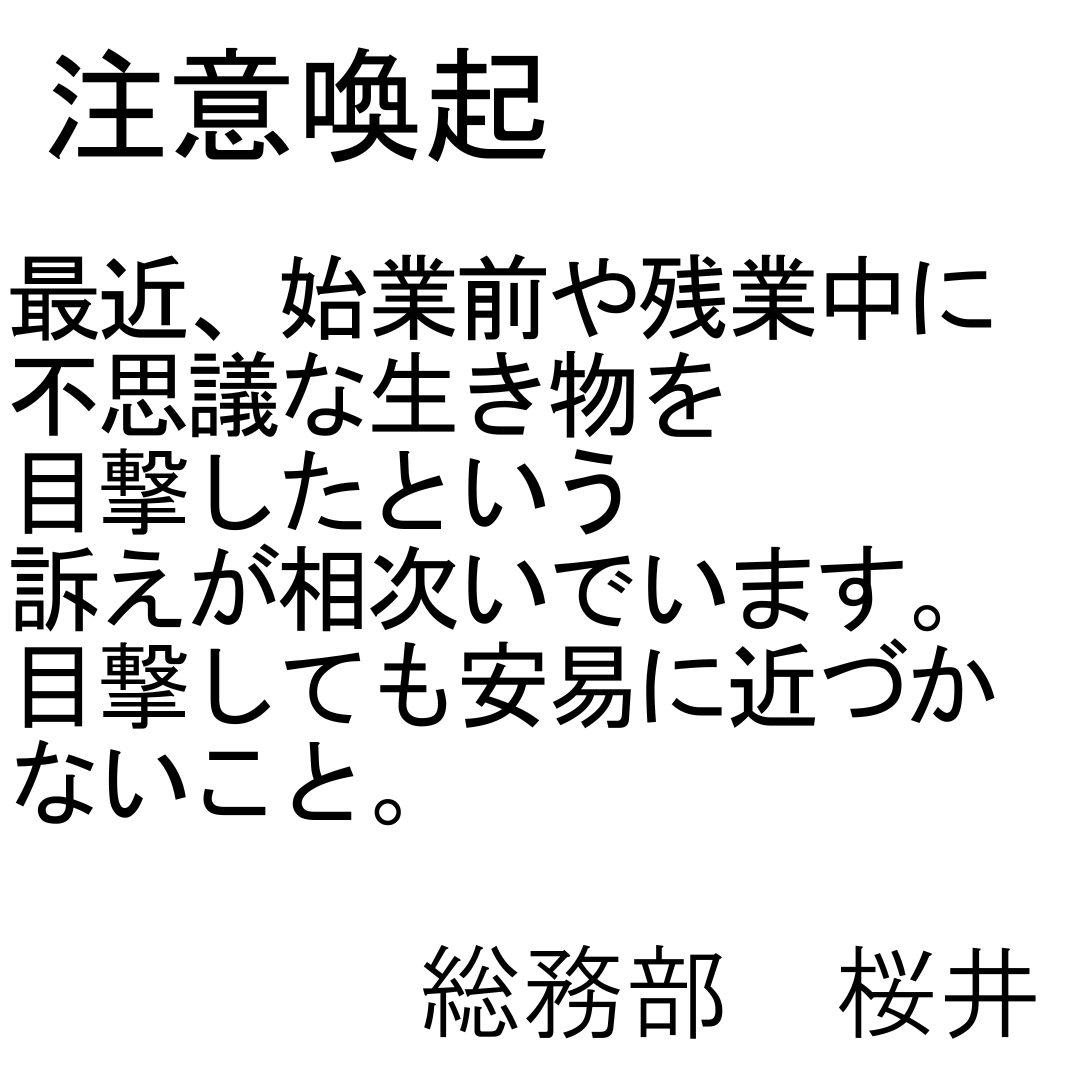 注意喚起
最近、始業前や残業中に
不思議な生き物を
目撃したという
訴えが相次いでいます。
目撃しても安易に近づか
ないこと。
総務部　桜井